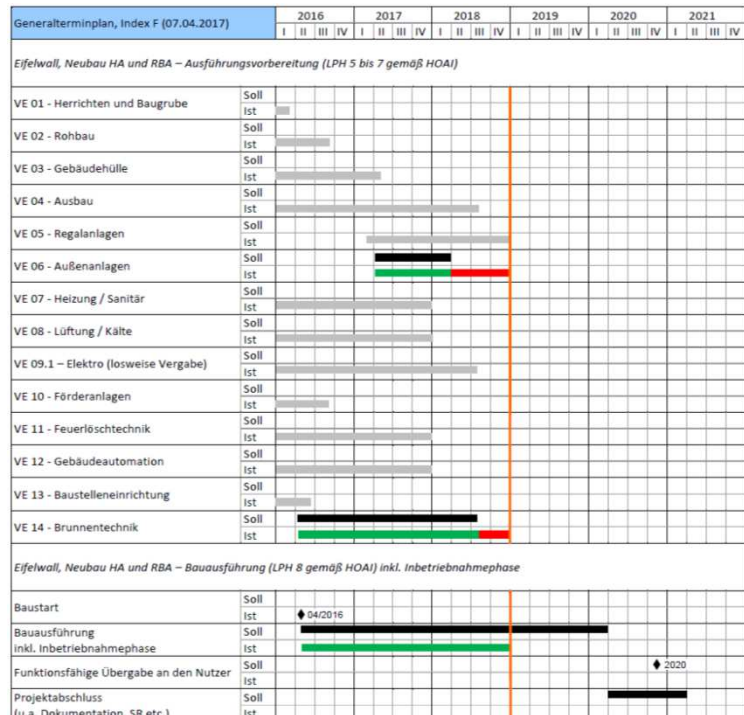 Generalterminplan, Index F (07.04.2017)
2016 2017 2018 2019 2020 2021
I II III IV I II III IV I II III IV I II III IV I II III IV I II III IV
Eifelwall, Neubau HA und RBA – Ausführungsvorbereitung (LPH 5 bis 7 gemäß HOAI)
VE 01 - Herrichten und Baugrube
Soll
Ist
VE 02 - Rohbau
Soll
Ist
VE 03 - Gebäudehülle
Soll
Ist
VE 04 - Ausbau
Soll
Ist
VE 05 - Regalanlagen
Soll
Ist
VE 06 - Außenanlagen
Soll
Ist
VE 07 - Heizung / Sanitär
Soll
Ist
VE 08 - Lüftung / Kälte
Soll
Ist
VE 09.1 – Elektro (losweise Vergabe)
Soll
Ist
VE 10 - Förderanlagen
Soll
Ist
VE 11 - Feuerlöschtechnik
Soll
Ist
VE 12 - Gebäudeautomation
Soll
Ist
VE 13 - Baustelleneinrichtung
Soll
Ist
VE 14 - Brunnentechnik
Soll
Ist
Eifelwall, Neubau HA und RBA – Bauausführung (LPH 8 gemäß HOAI) inkl. Inbetriebnahmephase
Baustart
Soll
Ist
04/2016
Bauausführung
inkl. Inbetriebnahmephase
Soll
Ist
Funktionsfähige Übergabe an den Nutzer
Soll
2020
Ist
Projektabschluss
(u.a. Dokumentation, SR etc.)
Soll
Ist